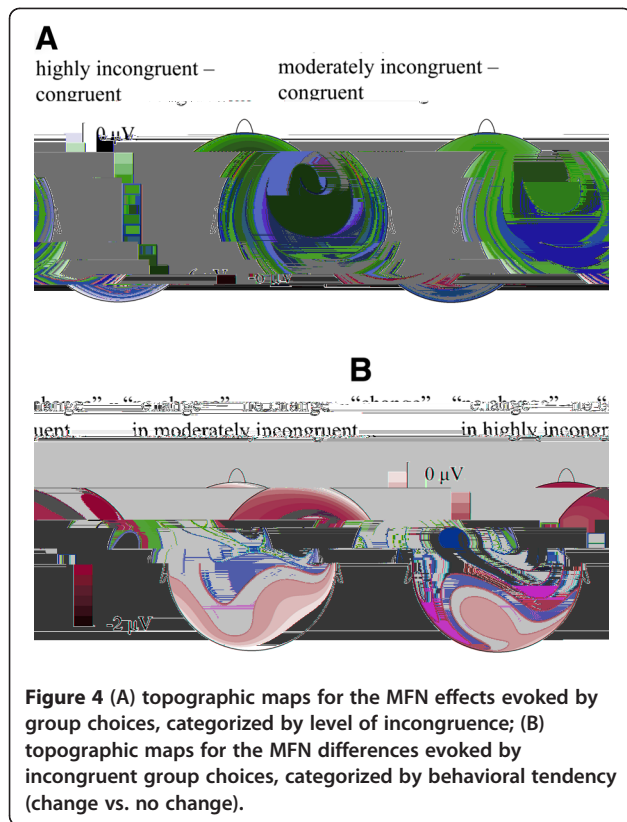 A
highly incongruent – moderately incongruent –
congruent congruent
0 μV
B
in moderately incongruent in highly
0 μV
-2 μV
Figure 4 (A) topographic maps for the MFN effects evoked by
group choices, categorized by level of incongruence; (B)
topographic maps for the MFN differences evoked by
incongruent group choices, categorized by behavioral tendency
(change vs. no change).